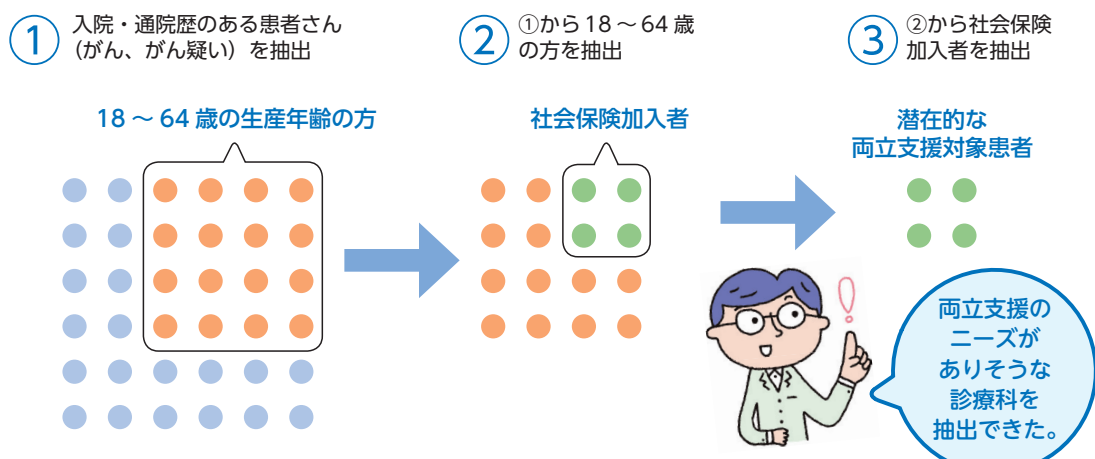 ① 入院・通院歴のある患者さん
（がん、がん疑い）を抽出
18 ～ 64 歳の生産年齢の方
② ①から 18 ～ 64 歳
の方を抽出
社会保険加入者
③ ②から社会保険
加入者を抽出
潜在的な
両立支援対象患者
両立支援の
ニーズが
ありそうな
診療科を
抽出できた。